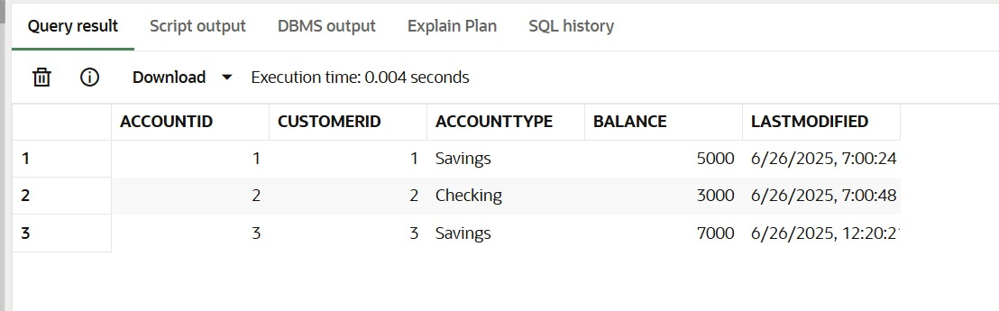 Query result Script output DBMS output Explain Plan SQL history
Download Execution time: 0.004 seconds
ACCOUNTID CUSTOMERID ACCOUNTTYPE BALANCE LASTMODIFIED
1 1 1 Savings 5000 6/26/2025, 7:00:24
2 2 2 Checking 3000 6/26/2025, 7:00:48
3 3 3 Savings 7000 6/26/2025, 12:20:2